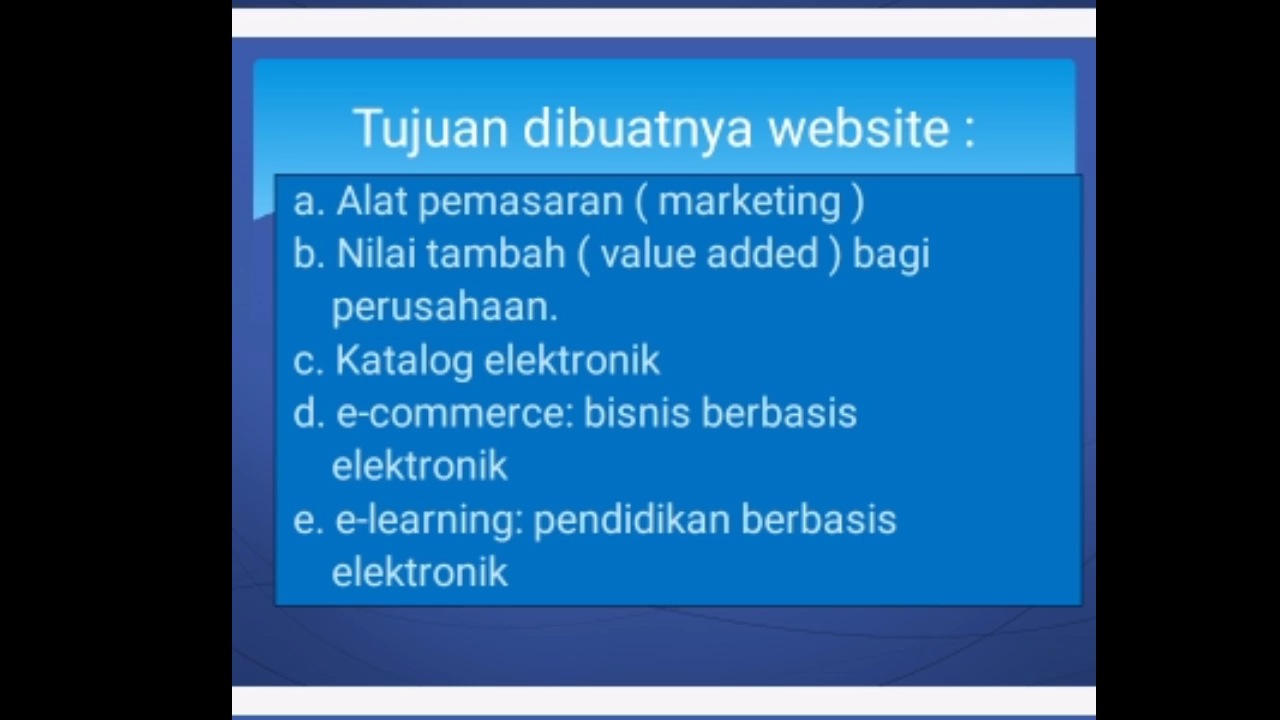 Tujuan dibuatnya website :
a. Alat pemasaran ( marketing )
b. Nilai tambah ( value added ) bagi
perusahaan.
c. Katalog elektronik
d. e-commerce: bisnis berbasis
elektronik
e. e-learning: pendidikan berbasis
elektronik